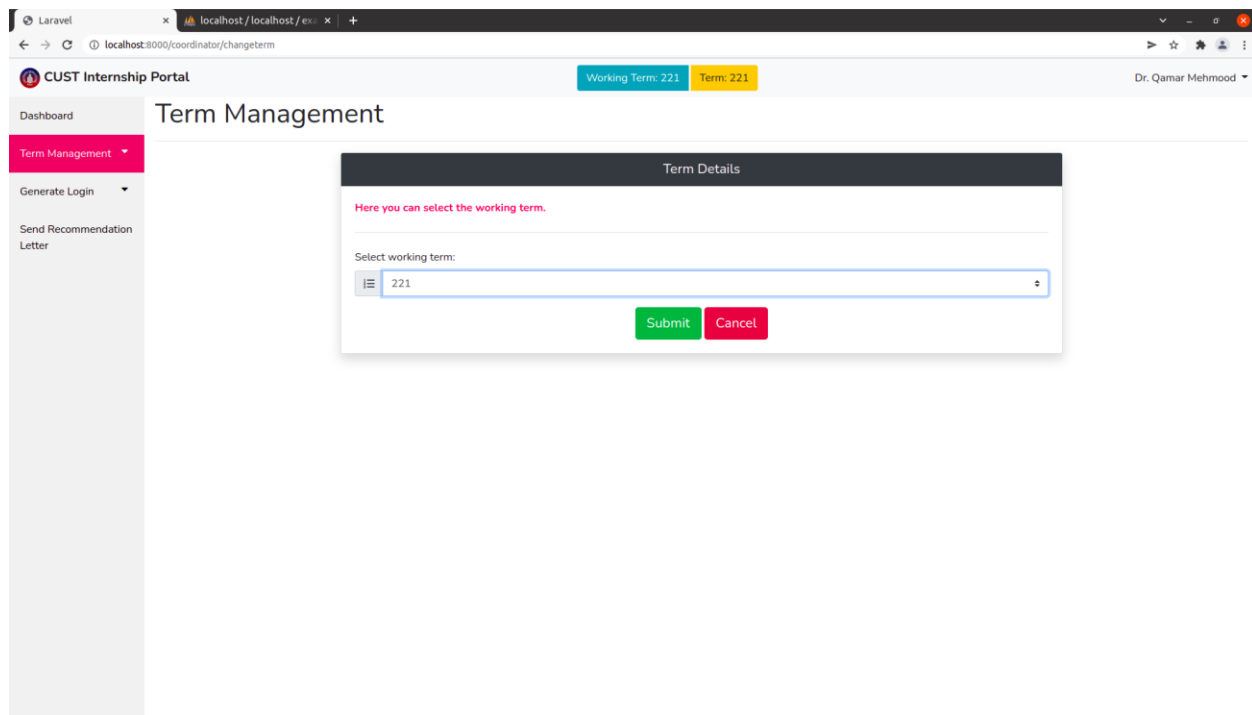 Laravel
localhost / localhost / exa
localhost:8000/coordinator/changeterm
CUST Internship Portal
Working Term: 221
Term: 221
Dr. Qamar Mehmood
Dashboard
Term Management
Generate Login
Send Recommendation
Letter
Term Management
Term Details
Here you can select the working term.
Select working term:
221
Submit
Cancel